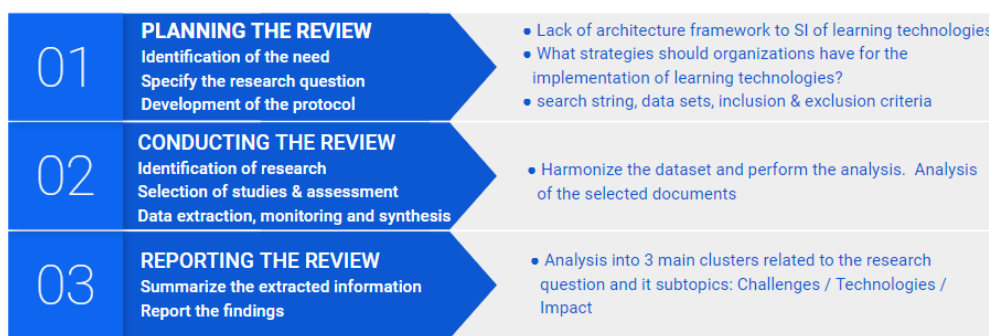 01
PLANNING THE REVIEW
Identification of the need
Specify the research question
Development of the protocol
● Lack of architecture framework to SI of learning technologies
● What strategies should organizations have for the
implementation of learning technologies?
● search string, data sets, inclusion & exclusion criteria
02
CONDUCTING THE REVIEW
Identification of research
Selection of studies & assessment
Data extraction, monitoring and synthesis
● Harmonize the dataset and perform the analysis. Analysis
of the selected documents
03
REPORTING THE REVIEW
Summarize the extracted information
Report the findings
● Analysis into 3 main clusters related to the research
question and it subtopics: Challenges / Technologies /
Impact